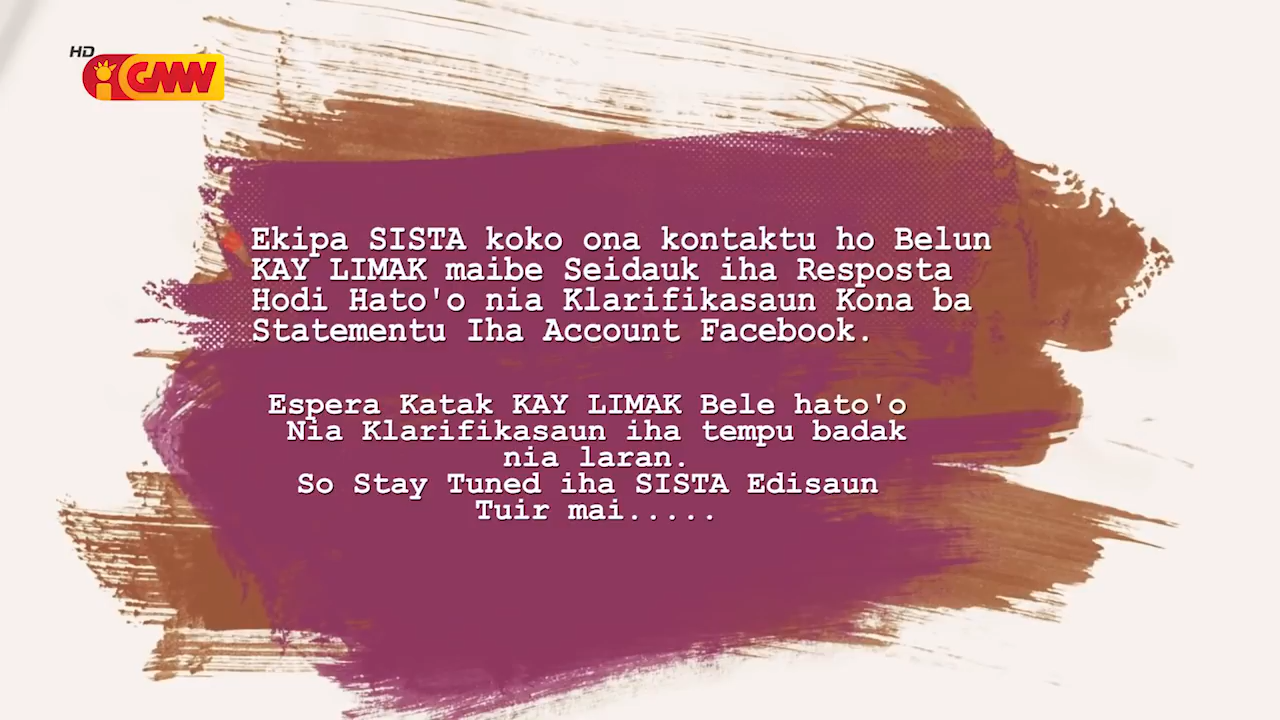 HD
GMW
Ekipa SISTA koko ona kontaktu ho Belun
KAY LIMAK maibe Seidauk iha Resposta
Hodi Hato'o nia Klarifikasaun Kona ba
Statementu Iha Account Facebook.
Espera Katak KAY LIMAK Bele hato'o
Nia Klarifikasaun iha tempu badak
nia laran.
So Stay Tuned iha SISTA Edisaun
Tuir mai.....